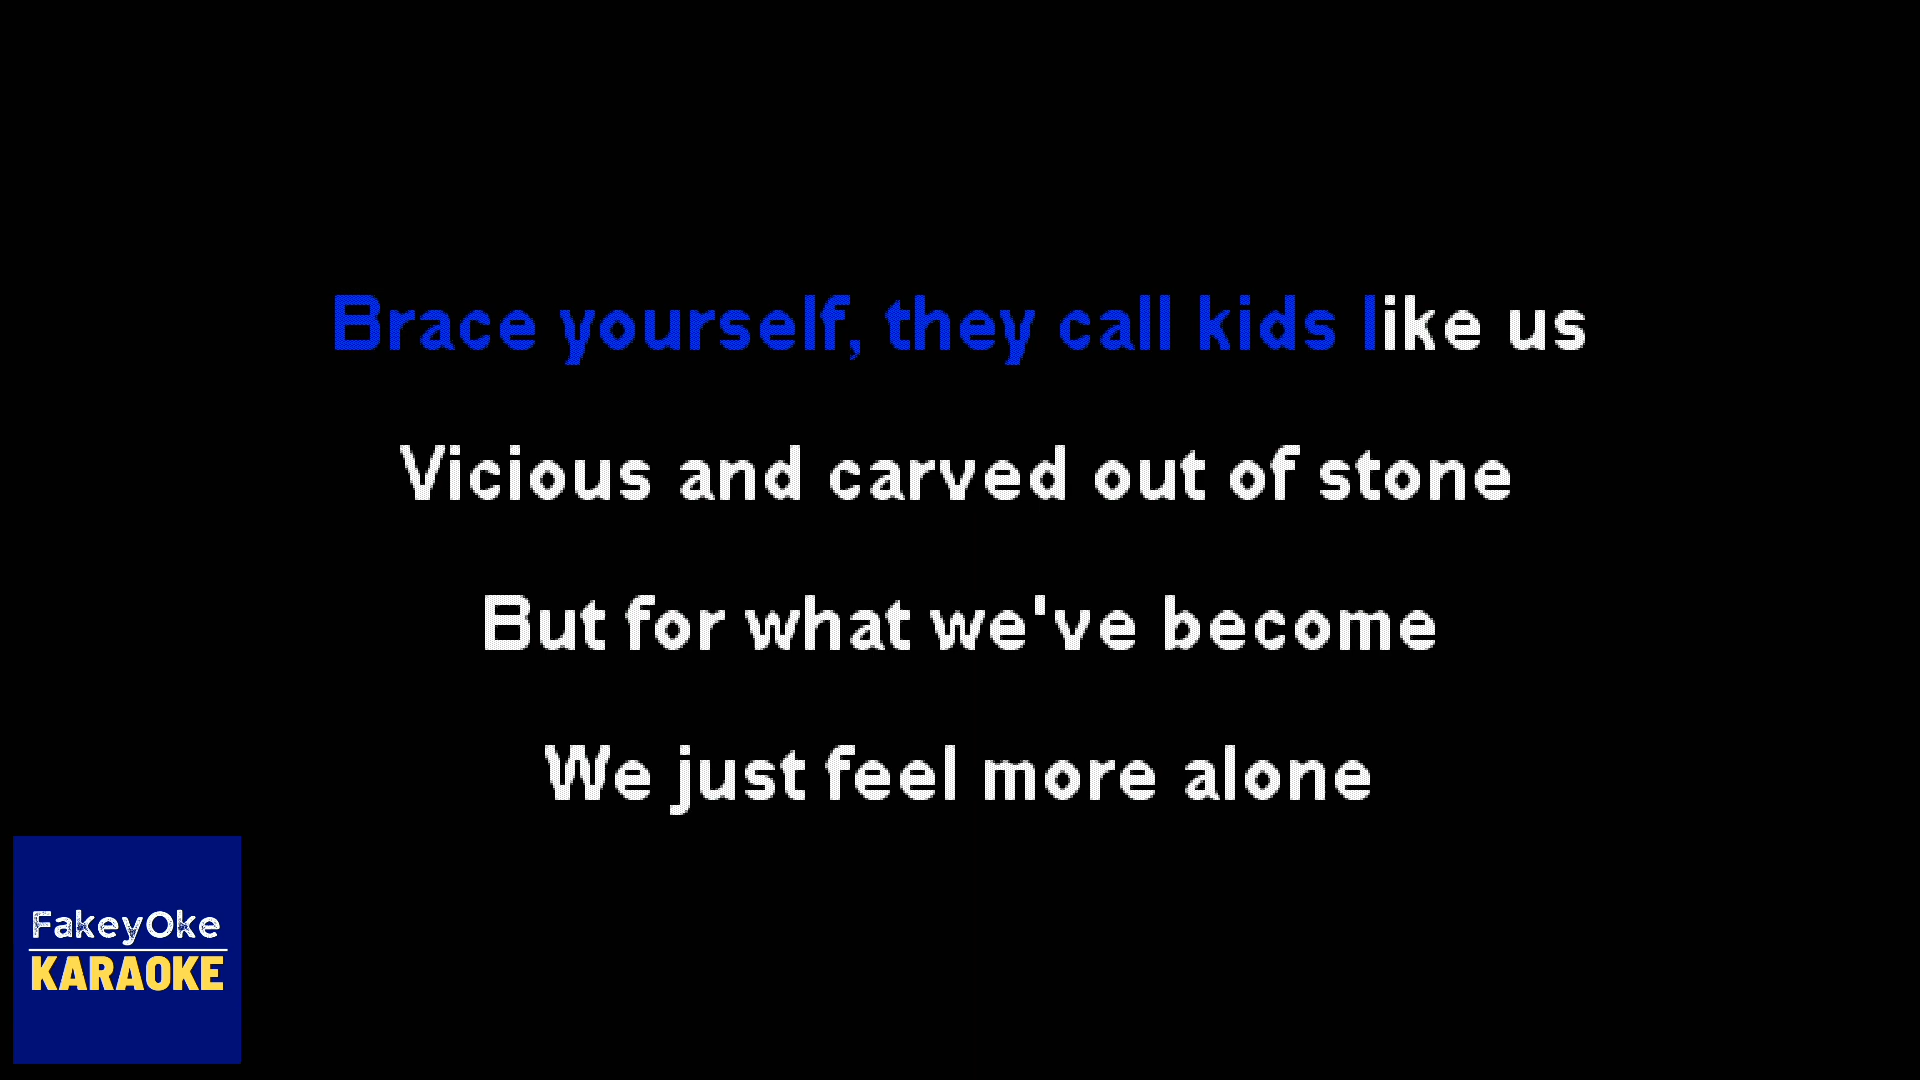 Brace yourself, they call kids like us
Vicious and carved out of stone
But for what we've become
We just feel more alone
FakeyOke
KARAOKE